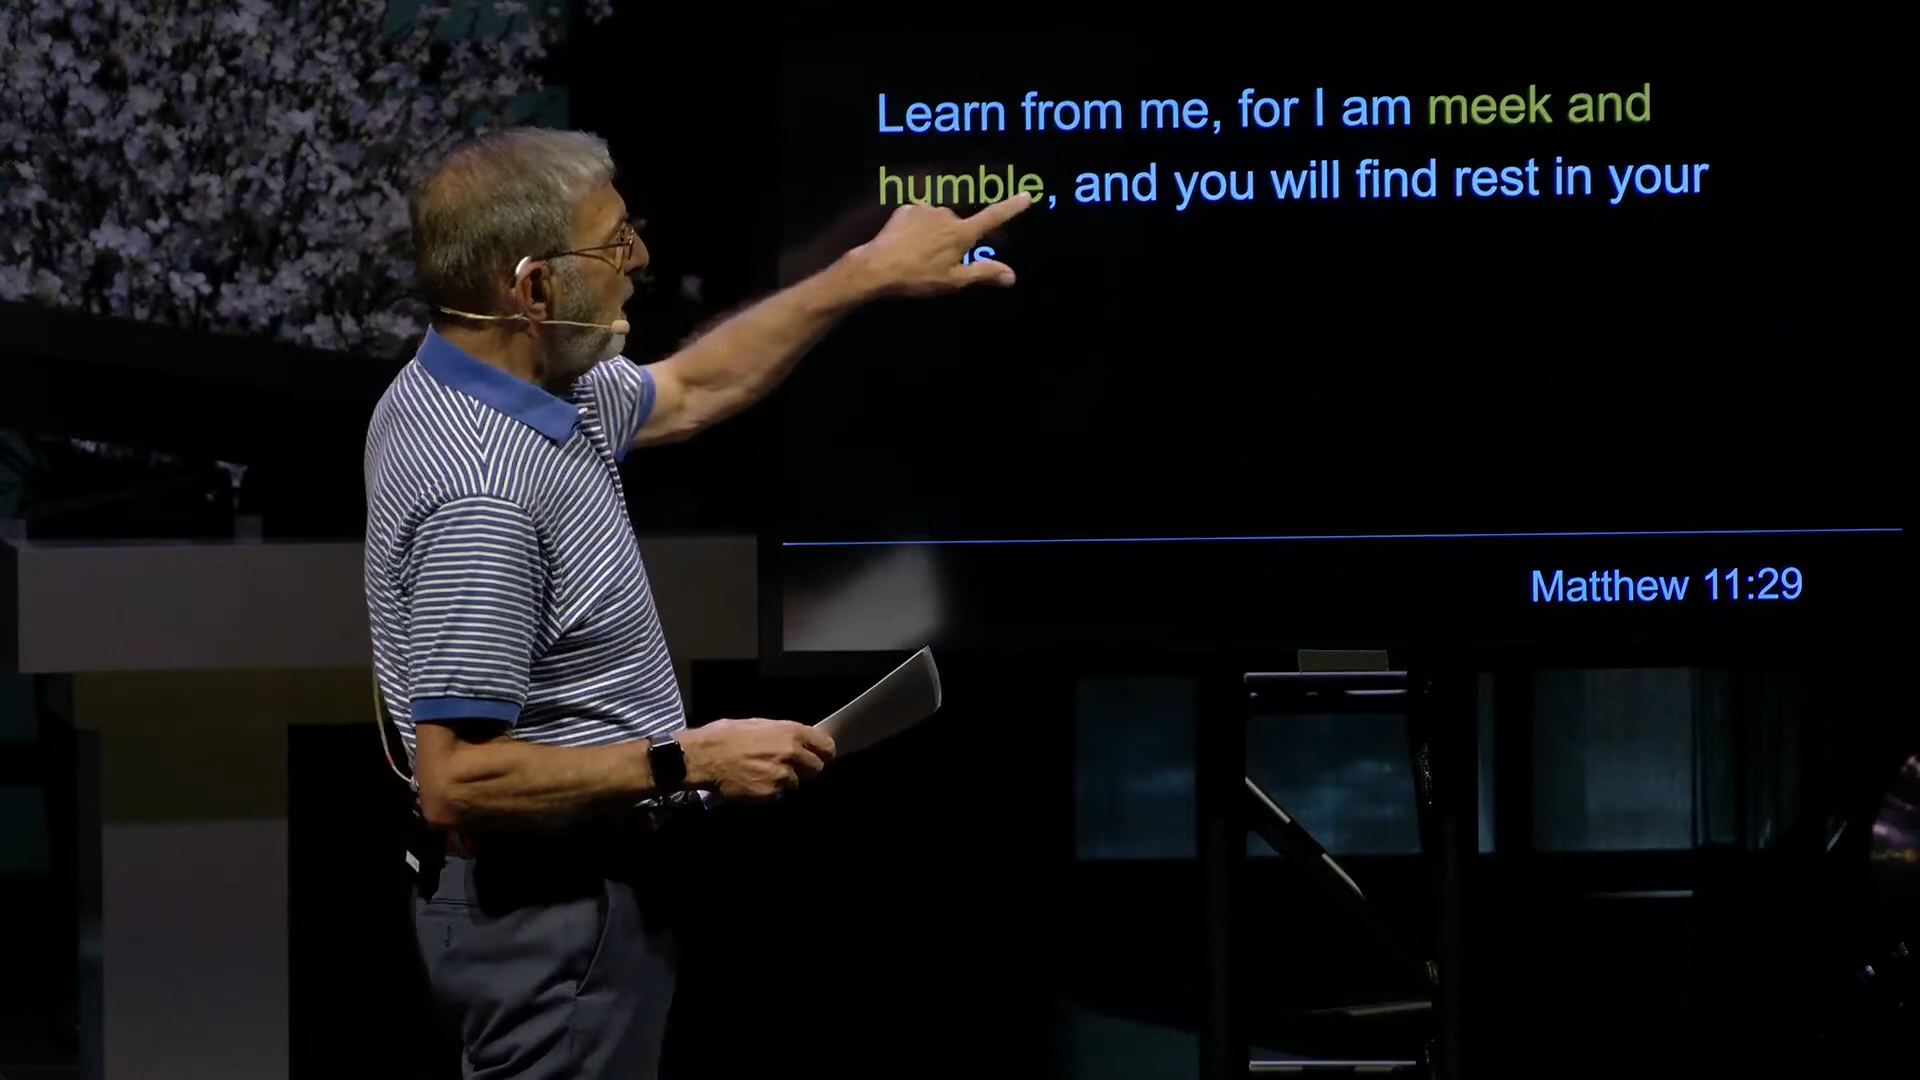 Learn from me, for I am meek and
humble, and you will find rest in your
Matthew 11:29